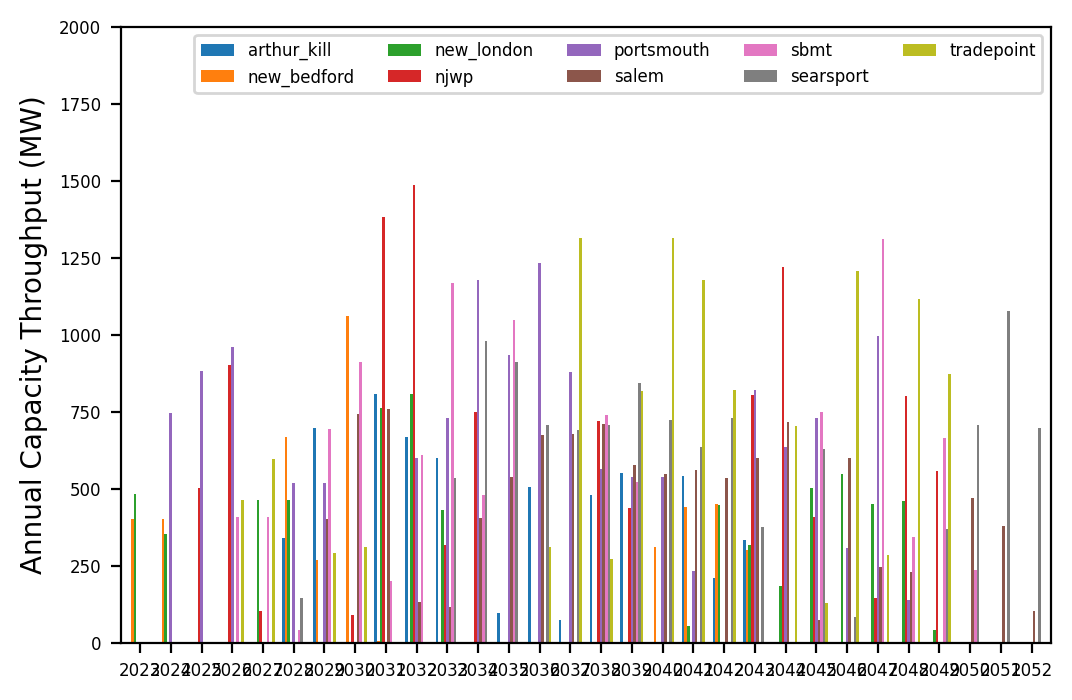 2000
1750
1500
1250
1000
750
500
250
0
Annual Capacity Throughput (MW)
arthur_kill new_london portsmouth sbmt tradepoint
new_bedford njwp salem searsport
2023 2024 2025 2026 2027 2028 2029 2030 2031 2032 2033 2034 2035 2036 2037 2038 2039 2040 2041 2042 2043 2044 2045 2046 2047 2048 2049 2050 2051 2052